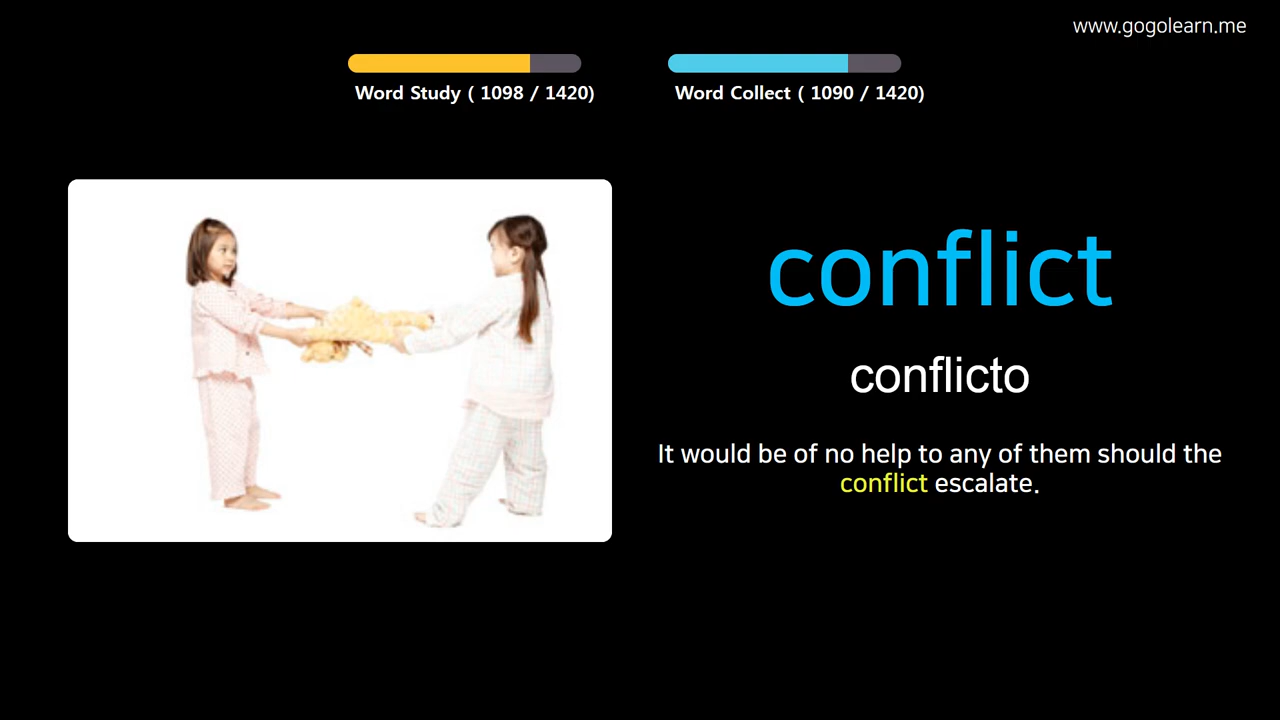 www.gogolearn.me
Word Study ( 1098 / 1420)
Word Collect ( 1090 / 1420)
conflict
conflicto
It would be of no help to any of them should the
conflict escalate.